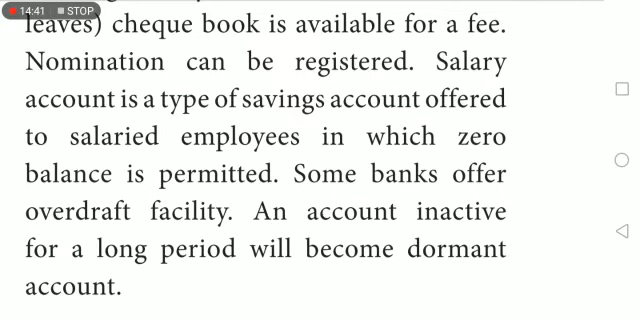 14:41 STOP
leaves) cheque book is available for a fee.
Nomination can be registered. Salary
account is a type of savings account offered
to salaried employees in which zero
balance is permitted. Some banks offer
overdraft facility. An account inactive
for a long period will become dormant
account.